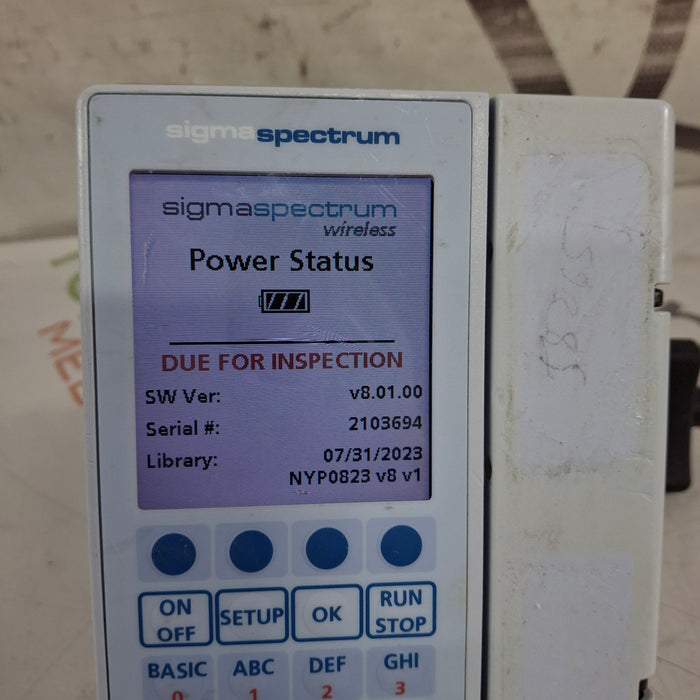 sigmaspectrum
sigmaspectrum
wireless
Power Status
DUE FOR INSPECTION
SW Ver: v8.01.00
Serial #: 2103694
Library: 07/31/2023
NYP0823 v8 v1
ON OFF
SETUP
OK
RUN STOP
BASIC ABC DEF GHI
0 1 2 3